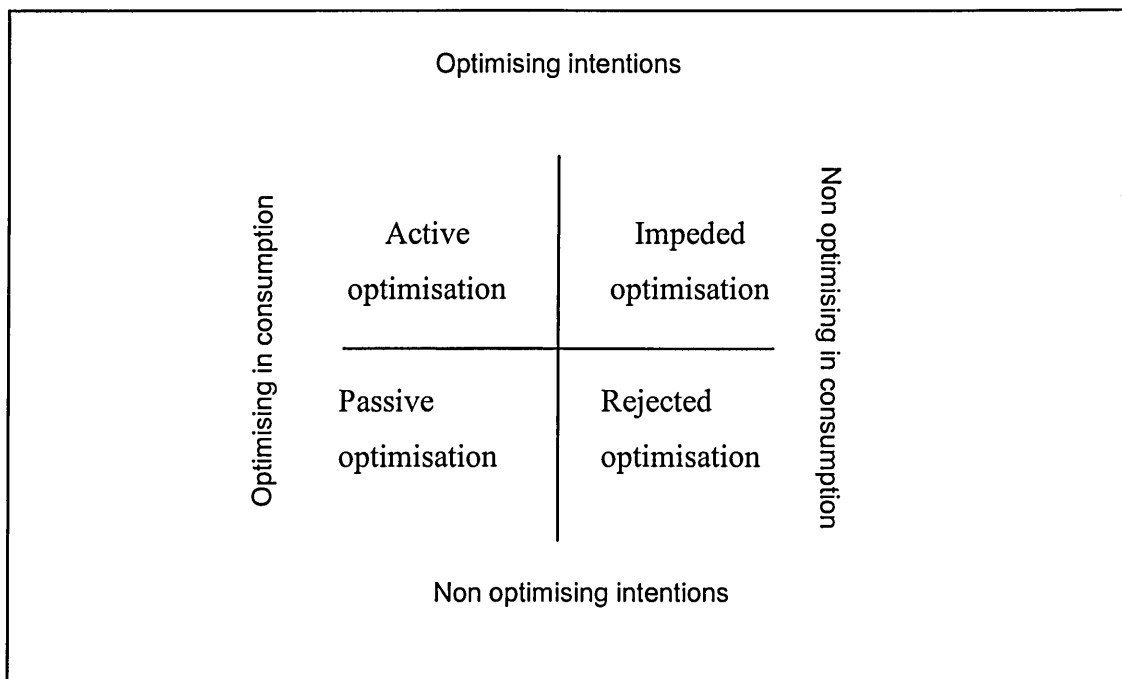 Optimising intentions
Optimising in consumption
Active
optimisation
Impeded
optimisation
Non optimising in consumption
Passive
optimisation
Rejected
optimisation
Non optimising intentions